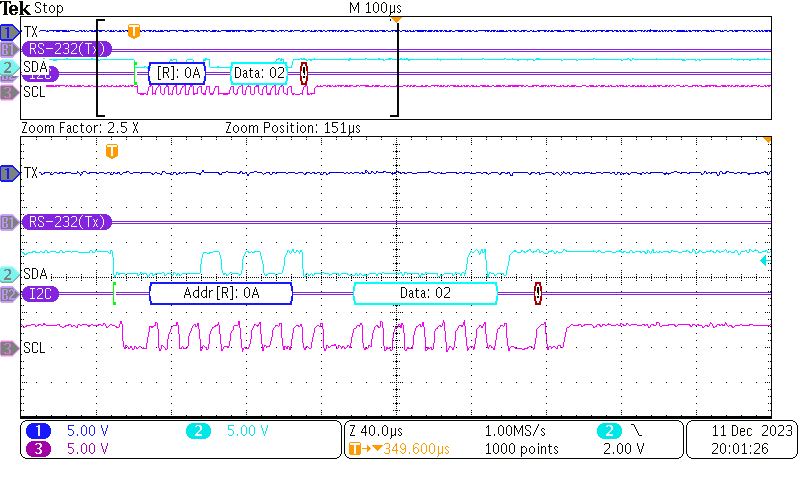 Tek Stop M 100µs
1 TX
B1 RS-232(Tx)
2 SDA
B2 I2C [R]: 0A Data: 02 !
3 SCL
Zoom Factor: 2.5 X Zoom Position: 151µs
T
1 TX
B1 RS-232(Tx)
2 SDA
B2 I2C Addr[R]: 0A Data: 02 !
3 SCL
1 5.00 V 2 5.00 V Z 40.0µs 1.00MS/s 2 11 Dec 2023
3 5.00 V T→▼349.600µs 1000 points 2.00 V 20:01:26